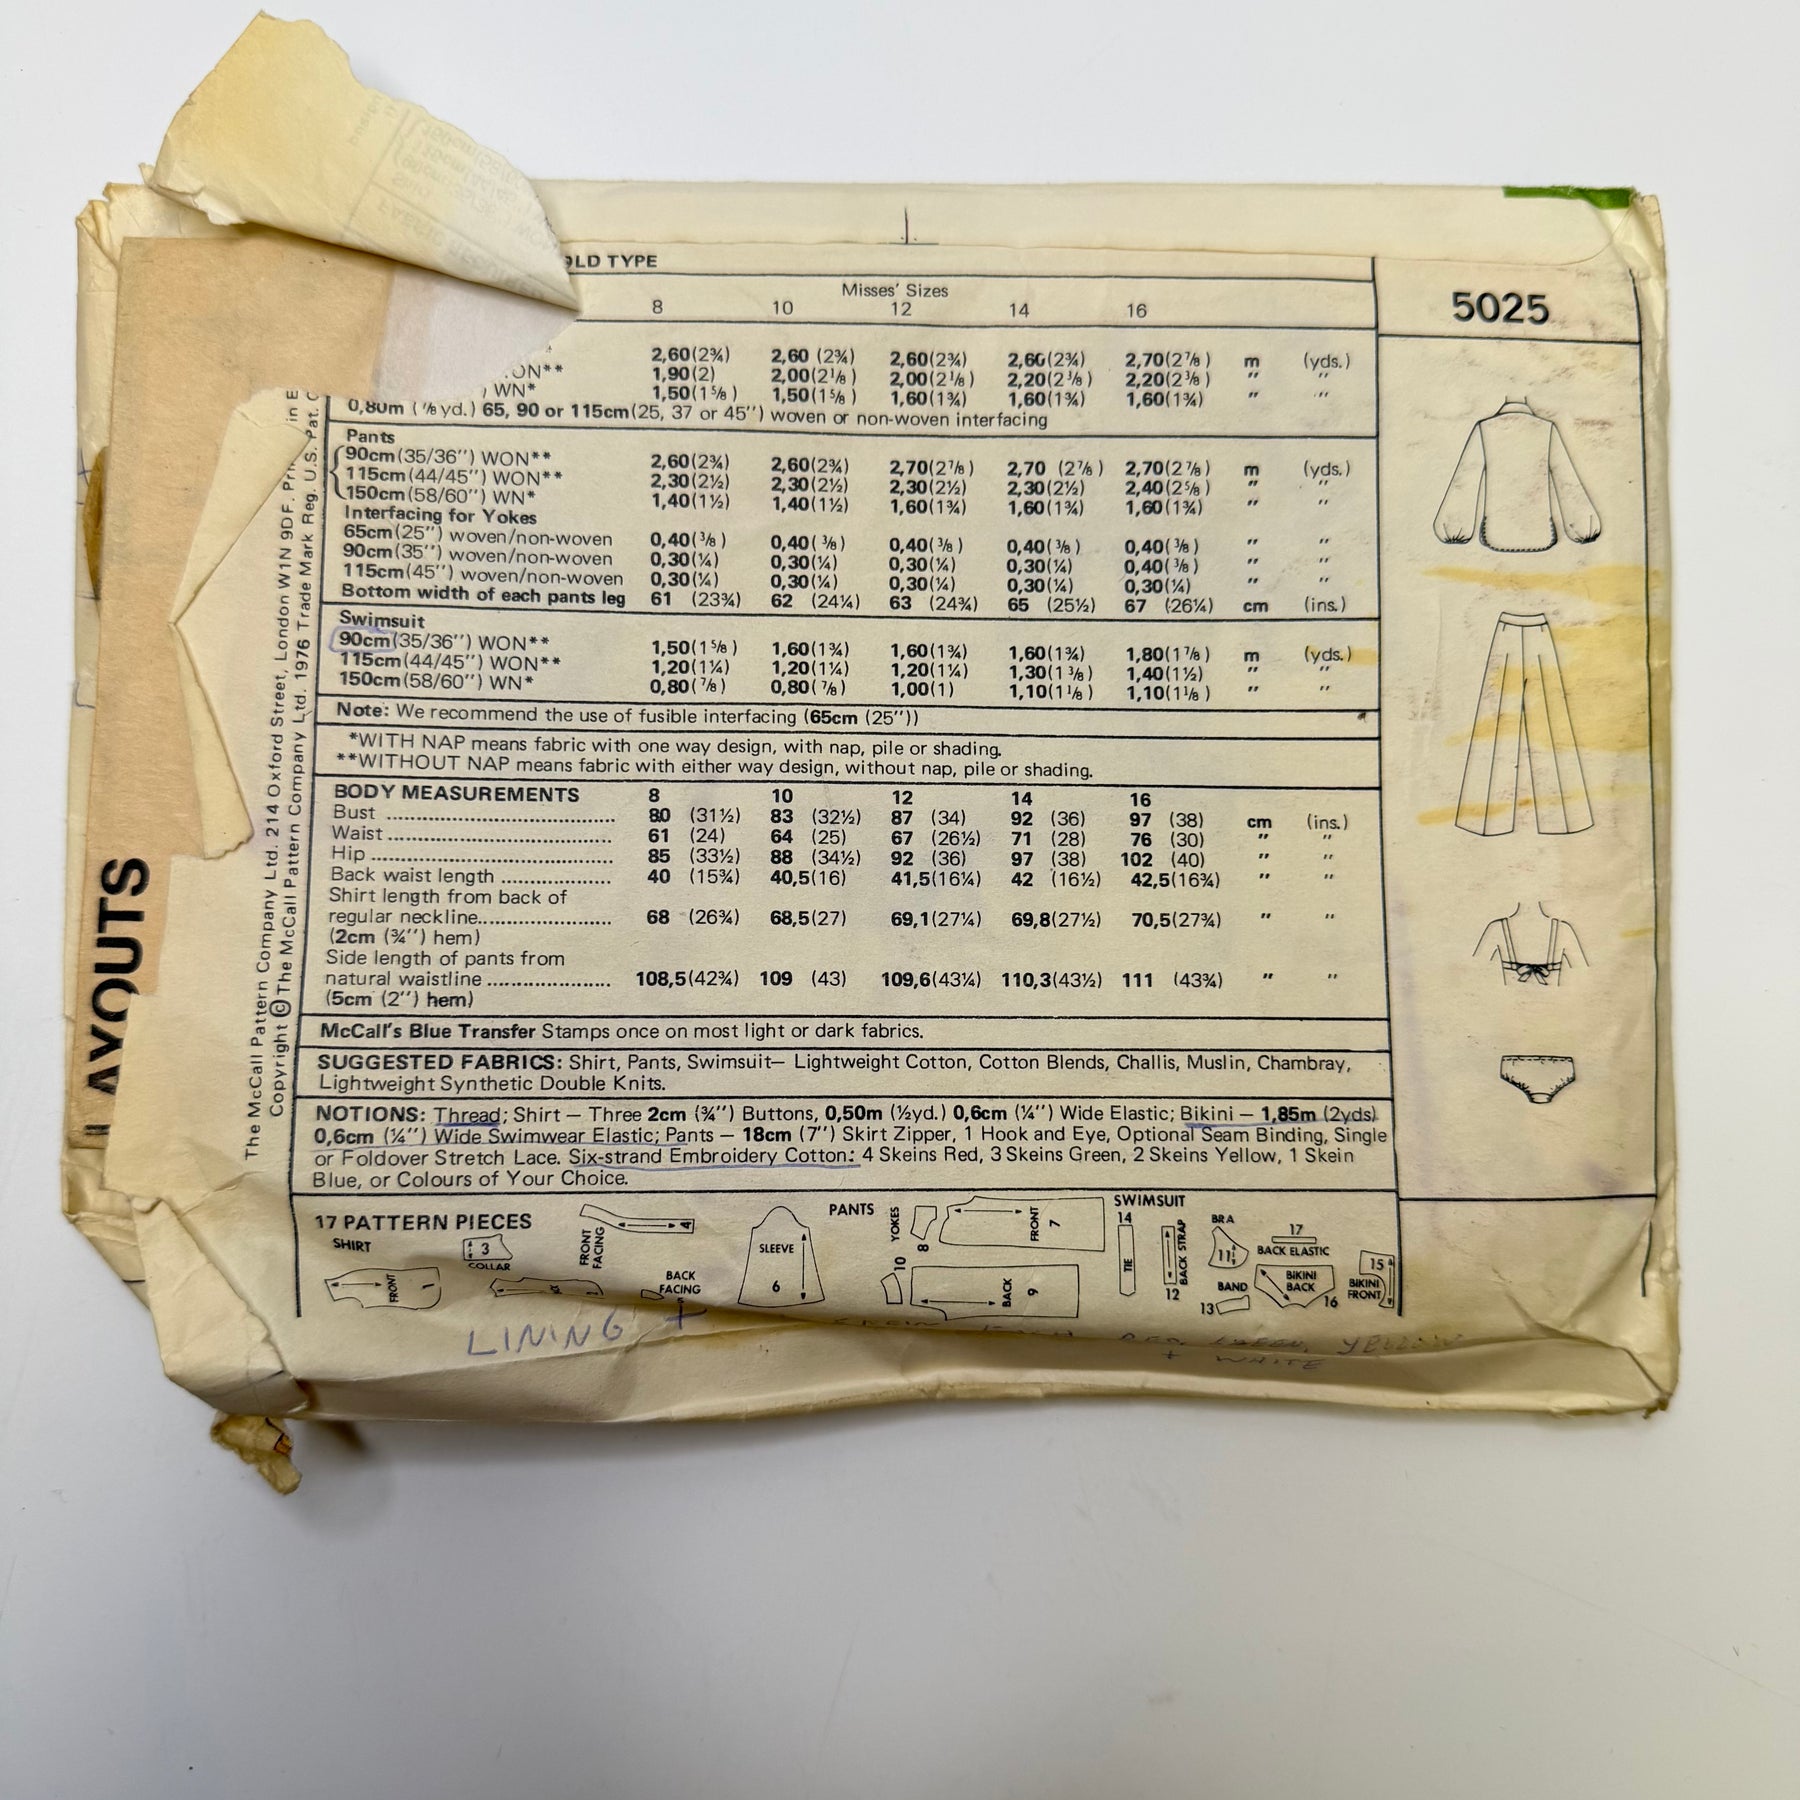 OLD TYPE
5025
Misses' Sizes
8 10 12 14 16
2,60(2¾) 2,60 (2¾) 2,60(2¾) 2,60(2¾) 2,70(2⅞) m (yds.)
ON** 1,90(2) 2,00(2⅛) 2,00(2⅛) 2,20(2⅜) 2,20(2⅜) " "
) WN* 1,50(1⅝) 1,50(1⅝) 1,60(1¾) 1,60(1¾) 1,60(1¾) " "
0,80m (⅞yd.) 65, 90 or 115cm(25, 37 or 45") woven or non-woven interfacing
Pants
90cm(35/36") WON** 2,60(2¾) 2,60(2¾) 2,70(2⅞) 2,70 (2⅞) 2,70(2⅞) m (yds.)
115cm(44/45") WON** 2,30(2½) 2,30(2½) 2,30(2½) 2,30(2½) 2,40(2⅝) " "
150cm(58/60") WN* 1,40(1½) 1,40(1½) 1,60(1¾) 1,60(1¾) 1,60(1¾) " "
Interfacing for Yokes
65cm(25") woven/non-woven 0,40(⅜) 0,40(⅜) 0,40(⅜) 0,40(⅜) 0,40(⅜) " "
90cm(35") woven/non-woven 0,30(¼) 0,30(¼) 0,30(¼) 0,30(¼) 0,40(⅜) " "
115cm(45") woven/non-woven 0,30(¼) 0,30(¼) 0,30(¼) 0,30(¼) 0,30(¼) " "
Bottom width of each pants leg 61 (23¾) 62 (24¼) 63 (24¾) 65 (25½) 67 (26¼) cm (ins.)
Swimsuit
90cm(35/36") WON** 1,50(1⅝) 1,60(1¾) 1,60(1¾) 1,60(1¾) 1,80(1⅞) m (yds.)
115cm(44/45") WON** 1,20(1¼) 1,20(1¼) 1,20(1¼) 1,30(1⅜) 1,40(1½) " "
150cm(58/60") WN* 0,80(⅞) 0,80(⅞) 1,00(1) 1,10(1⅛) 1,10(1⅛) " "
Note: We recommend the use of fusible interfacing (65cm (25"))
*WITH NAP means fabric with one way design, with nap, pile or shading.
**WITHOUT NAP means fabric with either way design, without nap, pile or shading.
BODY MEASUREMENTS 8 10 12 14 16
Bust 80 (31½) 83 (32½) 87 (34) 92 (36) 97 (38) cm (ins.)
Waist 61 (24) 64 (25) 67 (26½) 71 (28) 76 (30) " "
Hip 85 (33½) 88 (34½) 92 (36) 97 (38) 102 (40) " "
Back waist length 40 (15¾) 40,5(16) 41,5(16¼) 42 (16½) 42,5(16¾) " "
Shirt length from back of
regular neckline 68 (26¾) 68,5(27) 69,1(27¼) 69,8(27½) 70,5(27¾) " "
(2cm (¾") hem)
Side length of pants from
natural waistline 108,5(42¾) 109 (43) 109,6(43¼) 110,3(43½) 111 (43¾) " "
(5cm (2") hem)
McCall's Blue Transfer Stamps once on most light or dark fabrics.
SUGGESTED FABRICS: Shirt, Pants, Swimsuit— Lightweight Cotton, Cotton Blends, Challis, Muslin, Chambray,
Lightweight Synthetic Double Knits.
NOTIONS: Thread; Shirt — Three 2cm (¾") Buttons, 0,50m (½yd.) 0,6cm (¼") Wide Elastic; Bikini — 1,85m (2yds)
0,6cm (¼") Wide Swimwear Elastic; Pants — 18cm (7") Skirt Zipper, 1 Hook and Eye, Optional Seam Binding, Single
or Foldover Stretch Lace. Six-strand Embroidery Cotton: 4 Skeins Red, 3 Skeins Green, 2 Skeins Yellow, 1 Skein
Blue, or Colours of Your Choice.
17 PATTERN PIECES
SHIRT
FRONT 1
3 COLLAR
FRONT FACING 4
BACK FACING
SLEEVE 6
PANTS
YOKES 8 10
FRONT 7
BACK 9
SWIMSUIT
14 TIE
BACK STRAP 12
BRA 11
BAND 13
17 BACK ELASTIC
BIKINI BACK 16
15 BIKINI FRONT
LINING +
RED, GREEN, YELLOW
+ WHITE
The McCall Pattern Company Ltd. 214 Oxford Street, London W1N 9DF. Prin in E
Copyright © The McCall Pattern Company Ltd. 1976 Trade Mark Reg. U.S. Pat. O
LAYOUTS